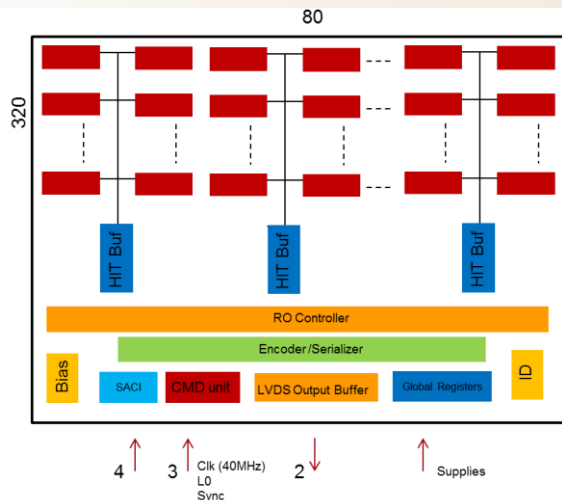 80
320
HIT Buf
HIT Buf
HIT Buf
RO Controller
Encoder/Serializer
Bias
SACI
CMD unit
LVDS Output Buffer
Global Registers
ID
4
3
Clk (40MHz)
L0
Sync
2
Supplies